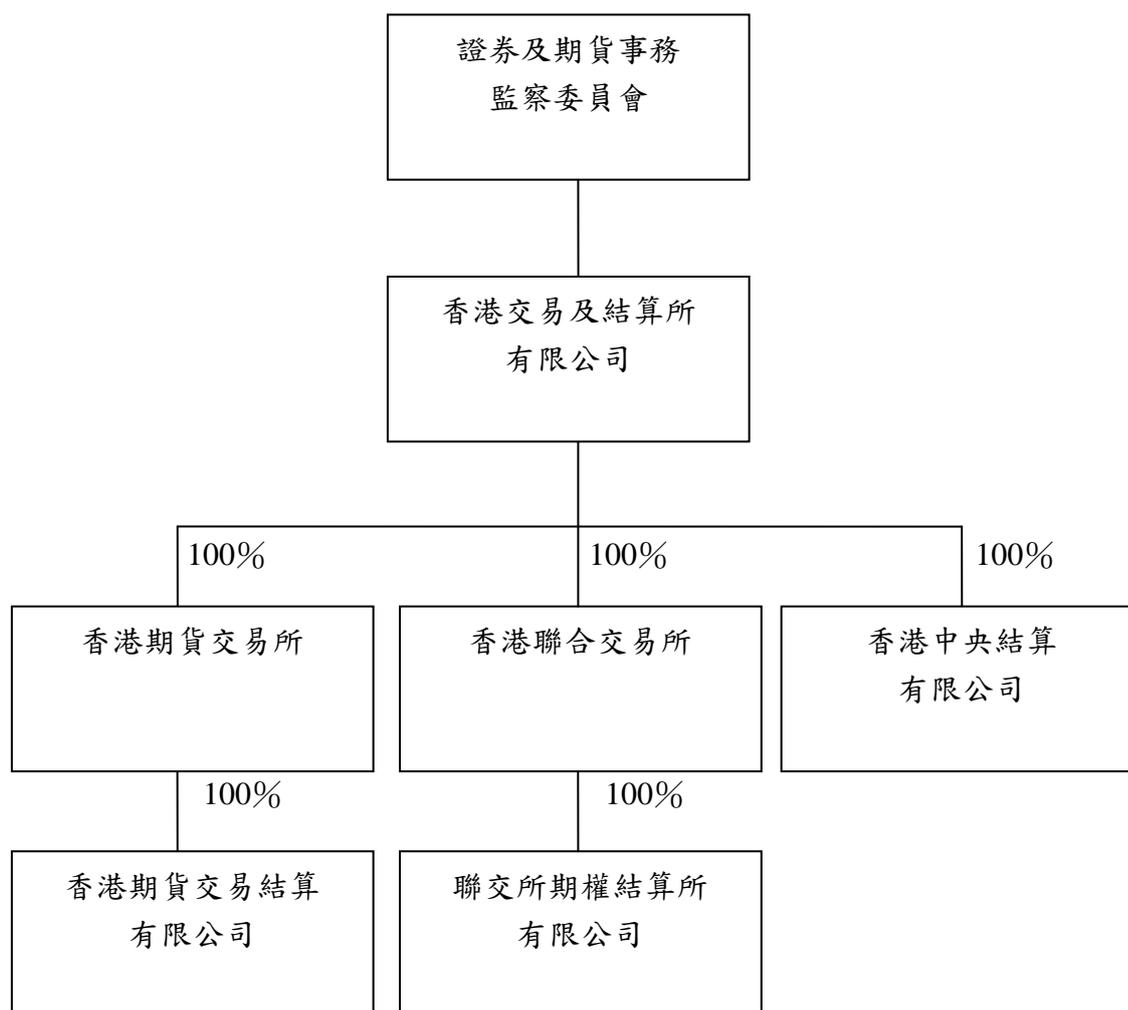 證券及期貨事務
監察委員會
香港交易及結算所
有限公司
100%
100%
100%
香港期貨交易所
香港聯合交易所
香港中央結算
有限公司
100%
100%
香港期貨交易結算
有限公司
聯交所期權結算所
有限公司